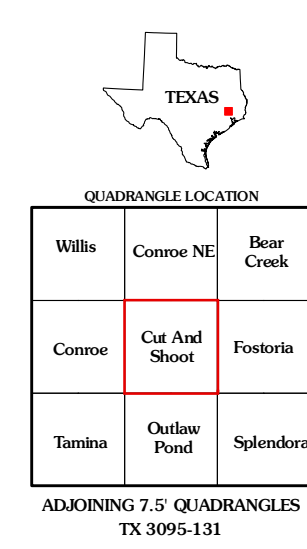 TEXAS
QUADRANGLE LOCATION
Willis
Conroe NE
Bear
Creek
Conroe
Cut And
Shoot
Fostoria
Tamina
Outlaw
Pond
Splendora
ADJOINING 7.5' QUADRANGLES
TX 3095-131